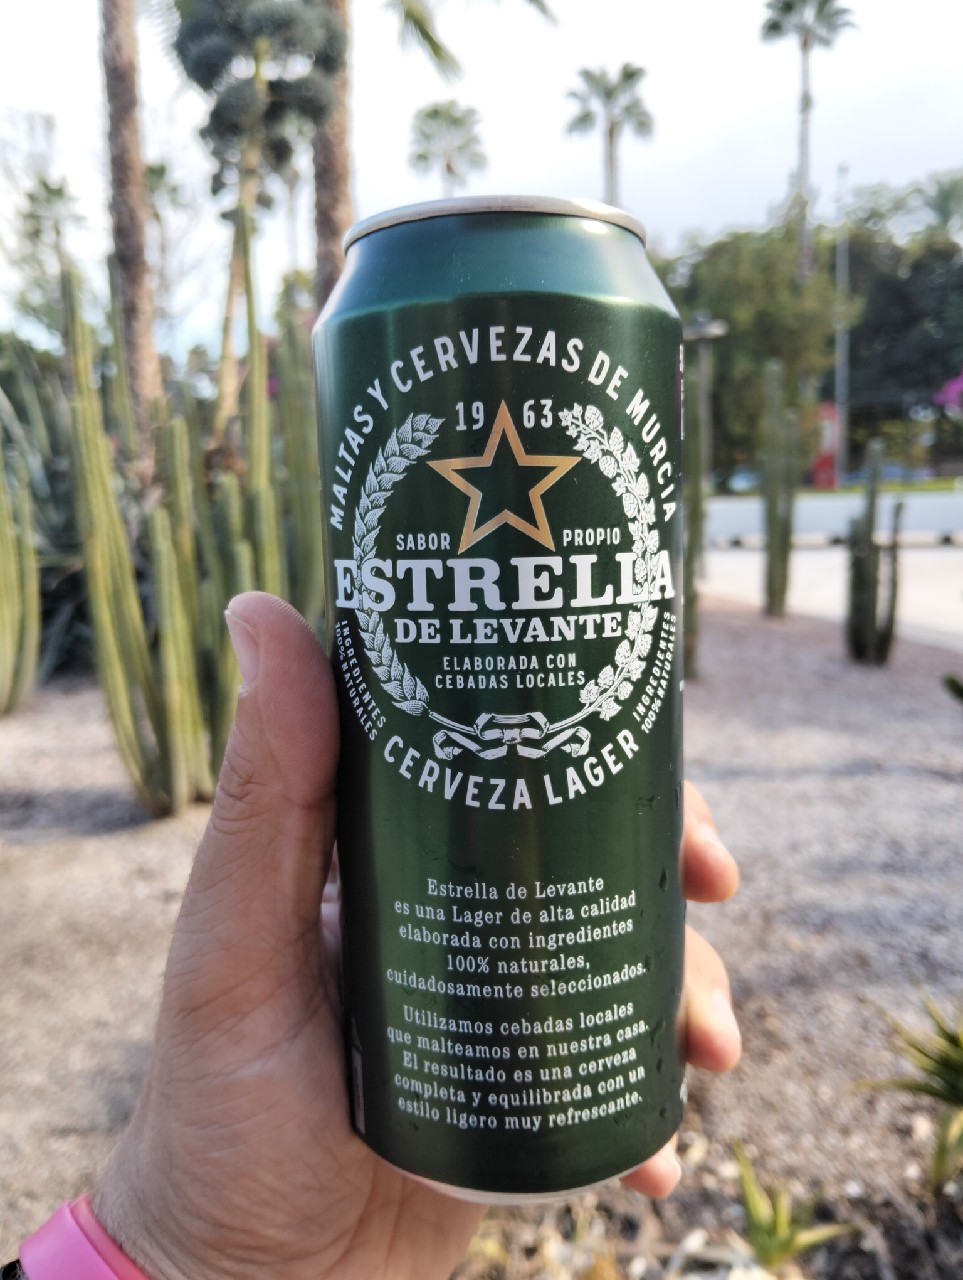 MALTAS Y CERVEZAS DE MURCIA
19 63
SABOR PROPIO
ESTRELLA
DE LEVANTE
ELABORADA CON
CEBADAS LOCALES
INGREDIENTES
100% NATURALES
INGREDIENTES
100% NATURALES
CERVEZA LAGER
Estrella de Levante
es una Lager de alta calidad
elaborada con ingredientes
100% naturales,
cuidadosamente seleccionados.
Utilizamos cebadas locales
que malteamos en nuestra casa.
El resultado es una cerveza
completa y equilibrada con un
estilo ligero muy refrescante.